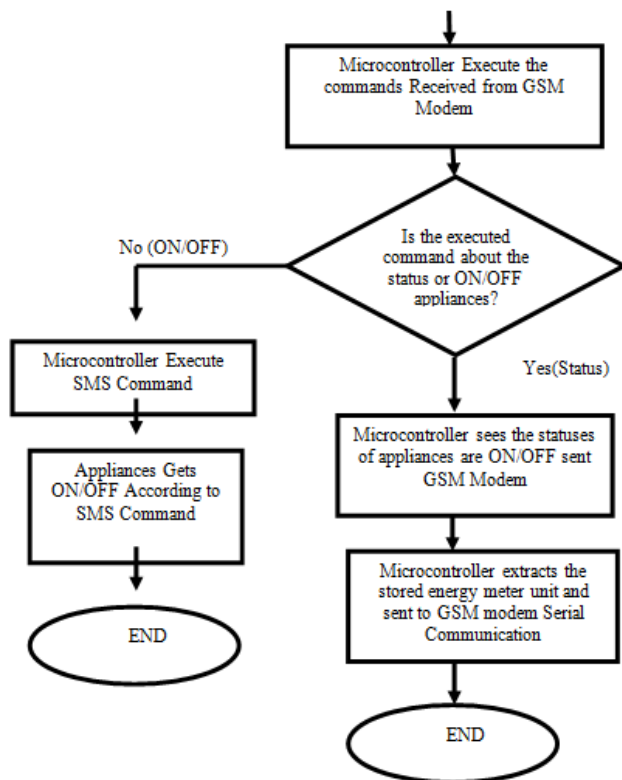 Microcontroller Execute the
commands Received from GSM
Modem
Is the executed
command about the
status or ON/OFF
appliances?
No (ON/OFF)
Microcontroller Execute
SMS Command
Appliances Gets
ON/OFF According to
SMS Command
END
Yes(Status)
Microcontroller sees the statuses
of appliances are ON/OFF sent
GSM Modem
Microcontroller extracts the
stored energy meter unit and
sent to GSM modem Serial
Communication
END